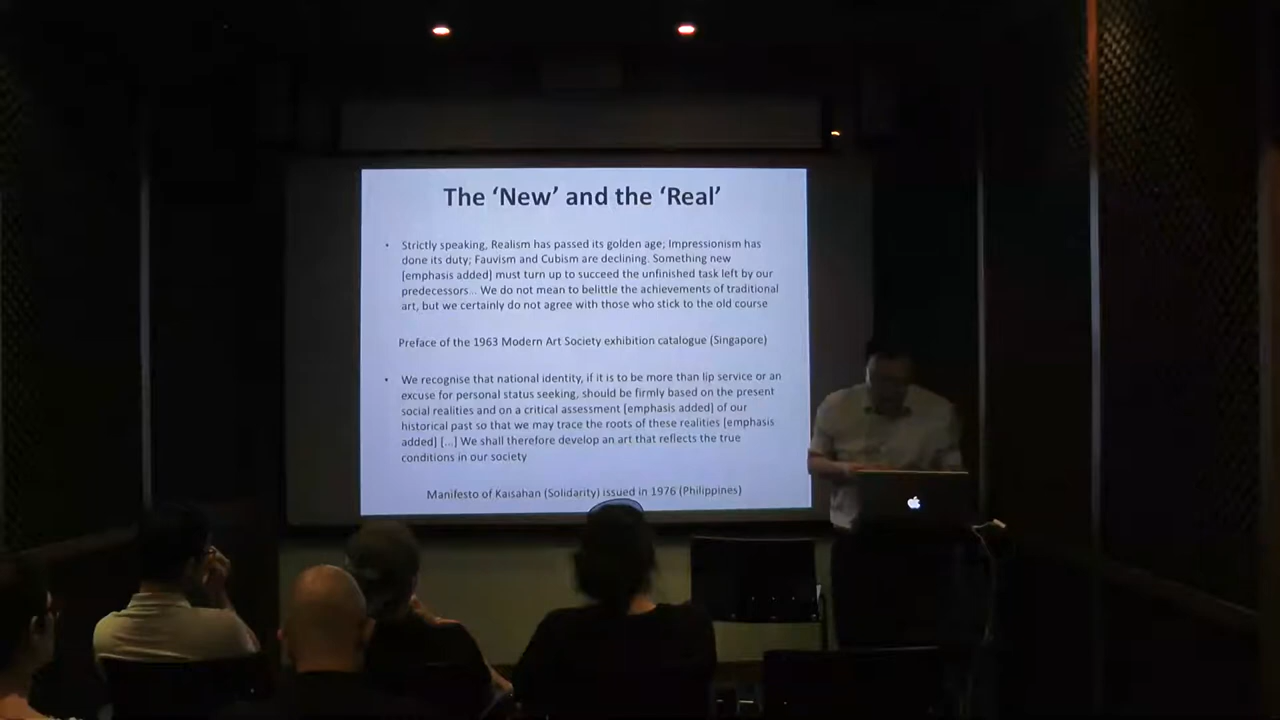 The ‘New’ and the ‘Real’
• Strictly speaking, Realism has passed its golden age; Impressionism has
done its duty; Fauvism and Cubism are declining. Something new
[emphasis added] must turn up to succeed the unfinished task left by our
predecessors... We do not mean to belittle the achievements of traditional
art, but we certainly do not agree with those who stick to the old course
Preface of the 1963 Modern Art Society exhibition catalogue (Singapore)
• We recognise that national identity, if it is to be more than lip service or an
excuse for personal status seeking, should be firmly based on the present
social realities and on a critical assessment [emphasis added] of our
historical past so that we may trace the roots of these realities [emphasis
added] [...] We shall therefore develop an art that reflects the true
conditions in our society
Manifesto of Kaisahan (Solidarity) issued in 1976 (Philippines)